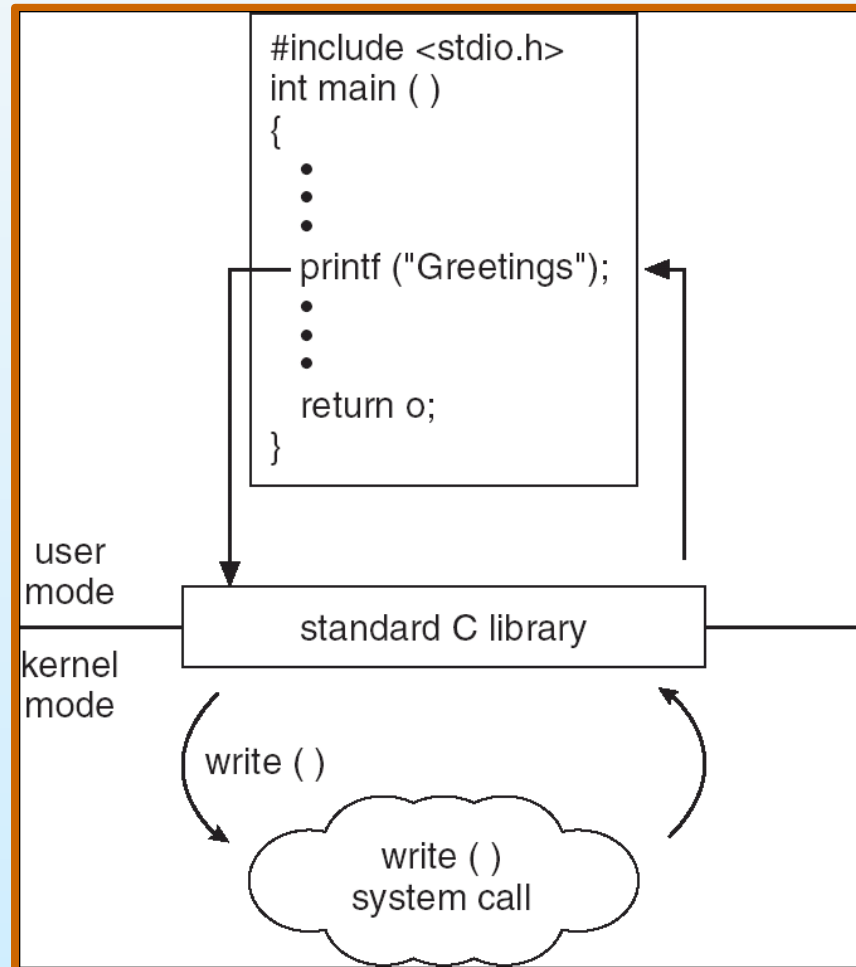 #include <stdio.h>
int main ( )
{
•
•
•
printf ("Greetings");
•
•
•
return o;
}
user
mode
standard C library
kernel
mode
write ( )
write ( )
system call